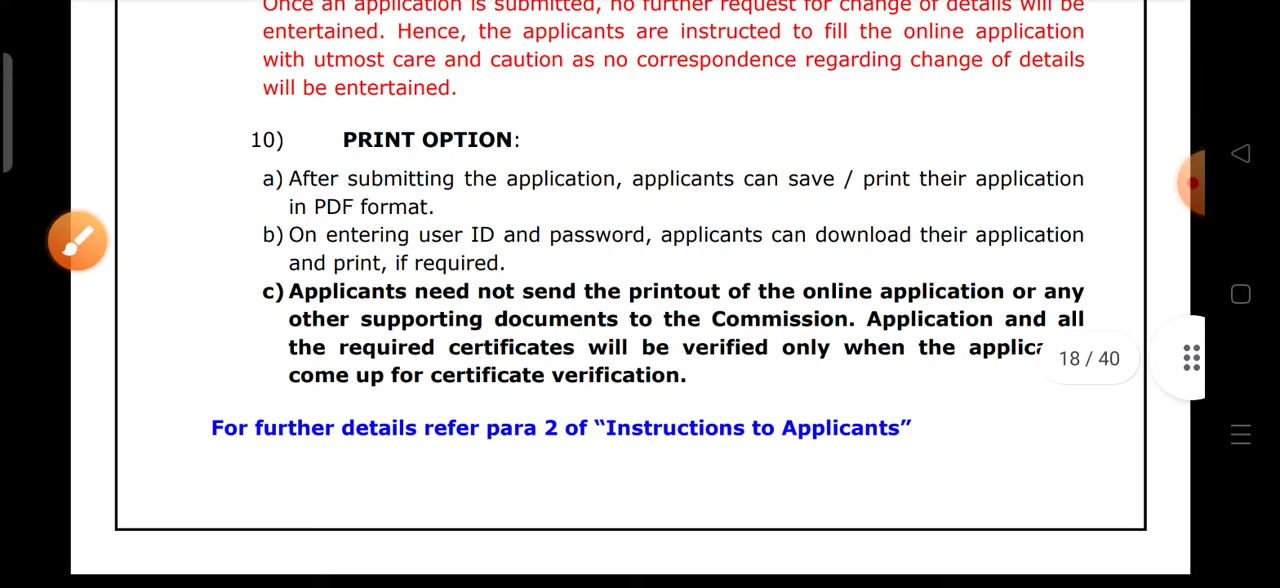 Once an application is submitted, no further request for change of details will be
entertained. Hence, the applicants are instructed to fill the online application
with utmost care and caution as no correspondence regarding change of details
will be entertained.
10) PRINT OPTION:
a) After submitting the application, applicants can save / print their application
in PDF format.
b) On entering user ID and password, applicants can download their application
and print, if required.
c) Applicants need not send the printout of the online application or any
other supporting documents to the Commission. Application and all
the required certificates will be verified only when the
18 / 40
come up for certificate verification.
For further details refer para 2 of “Instructions to Applicants”